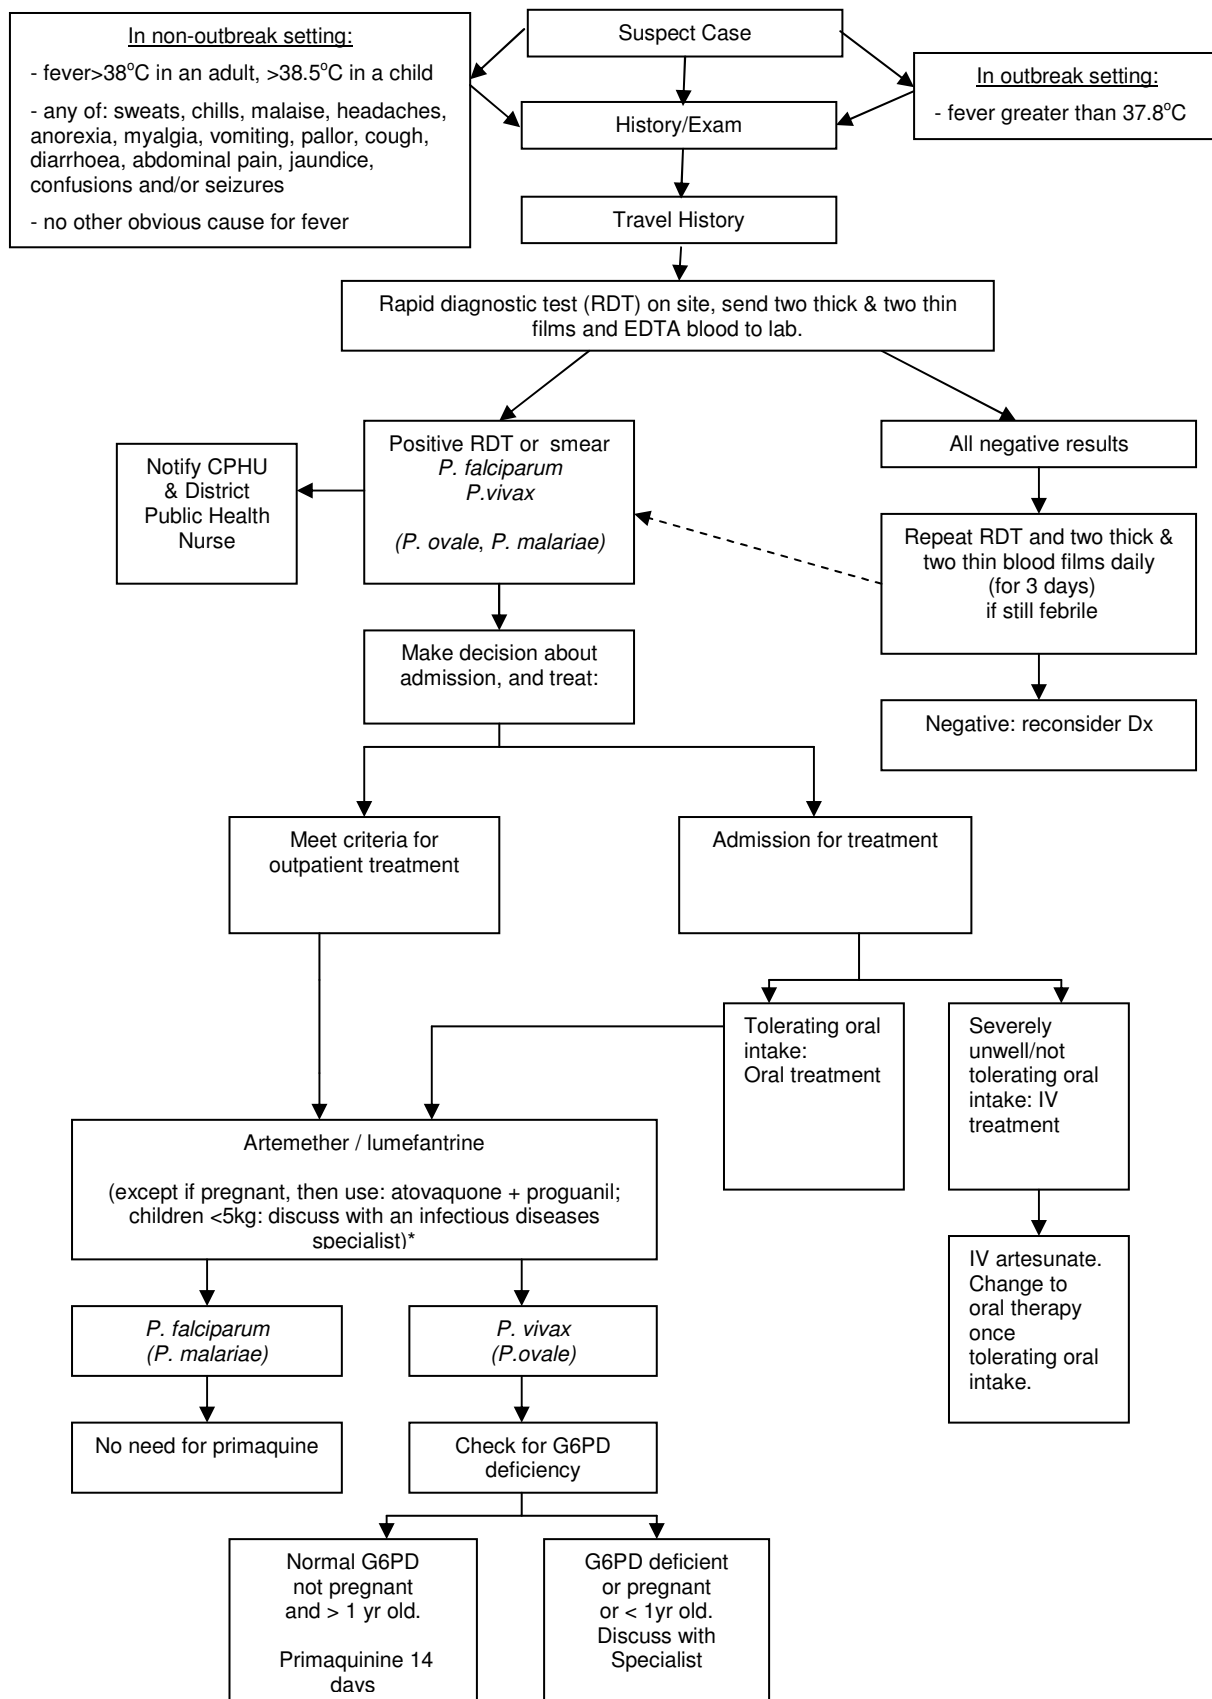 In non-outbreak setting:
- fever>38°C in an adult, >38.5°C in a child
- any of: sweats, chills, malaise, headaches,
anorexia, myalgia, vomiting, pallor, cough,
diarrhoea, abdominal pain, jaundice,
confusions and/or seizures
- no other obvious cause for fever
Suspect Case
In outbreak setting:
- fever greater than 37.8°C
History/Exam
Travel History
Rapid diagnostic test (RDT) on site, send two thick & two thin
films and EDTA blood to lab.
Notify CPHU
& District
Public Health
Nurse
Positive RDT or smear
P. falciparum
P.vivax
(P. ovale, P. malariae)
All negative results
Repeat RDT and two thick &
two thin blood films daily
(for 3 days)
if still febrile
Make decision about
admission, and treat:
Negative: reconsider Dx
Meet criteria for
outpatient treatment
Admission for treatment
Tolerating oral
intake:
Oral treatment
Severely
unwell/not
tolerating oral
intake: IV
treatment
Artemether / lumefantrine
(except if pregnant, then use: atovaquone + proguanil;
children <5kg: discuss with an infectious diseases
specialist)*
IV artesunate.
Change to
oral therapy
once
tolerating oral
intake.
P. falciparum
(P. malariae)
P. vivax
(P.ovale)
No need for primaquine
Check for G6PD
deficiency
Normal G6PD
not pregnant
and > 1 yr old.
Primaquinine 14
days
G6PD deficient
or pregnant
or < 1yr old.
Discuss with
Specialist